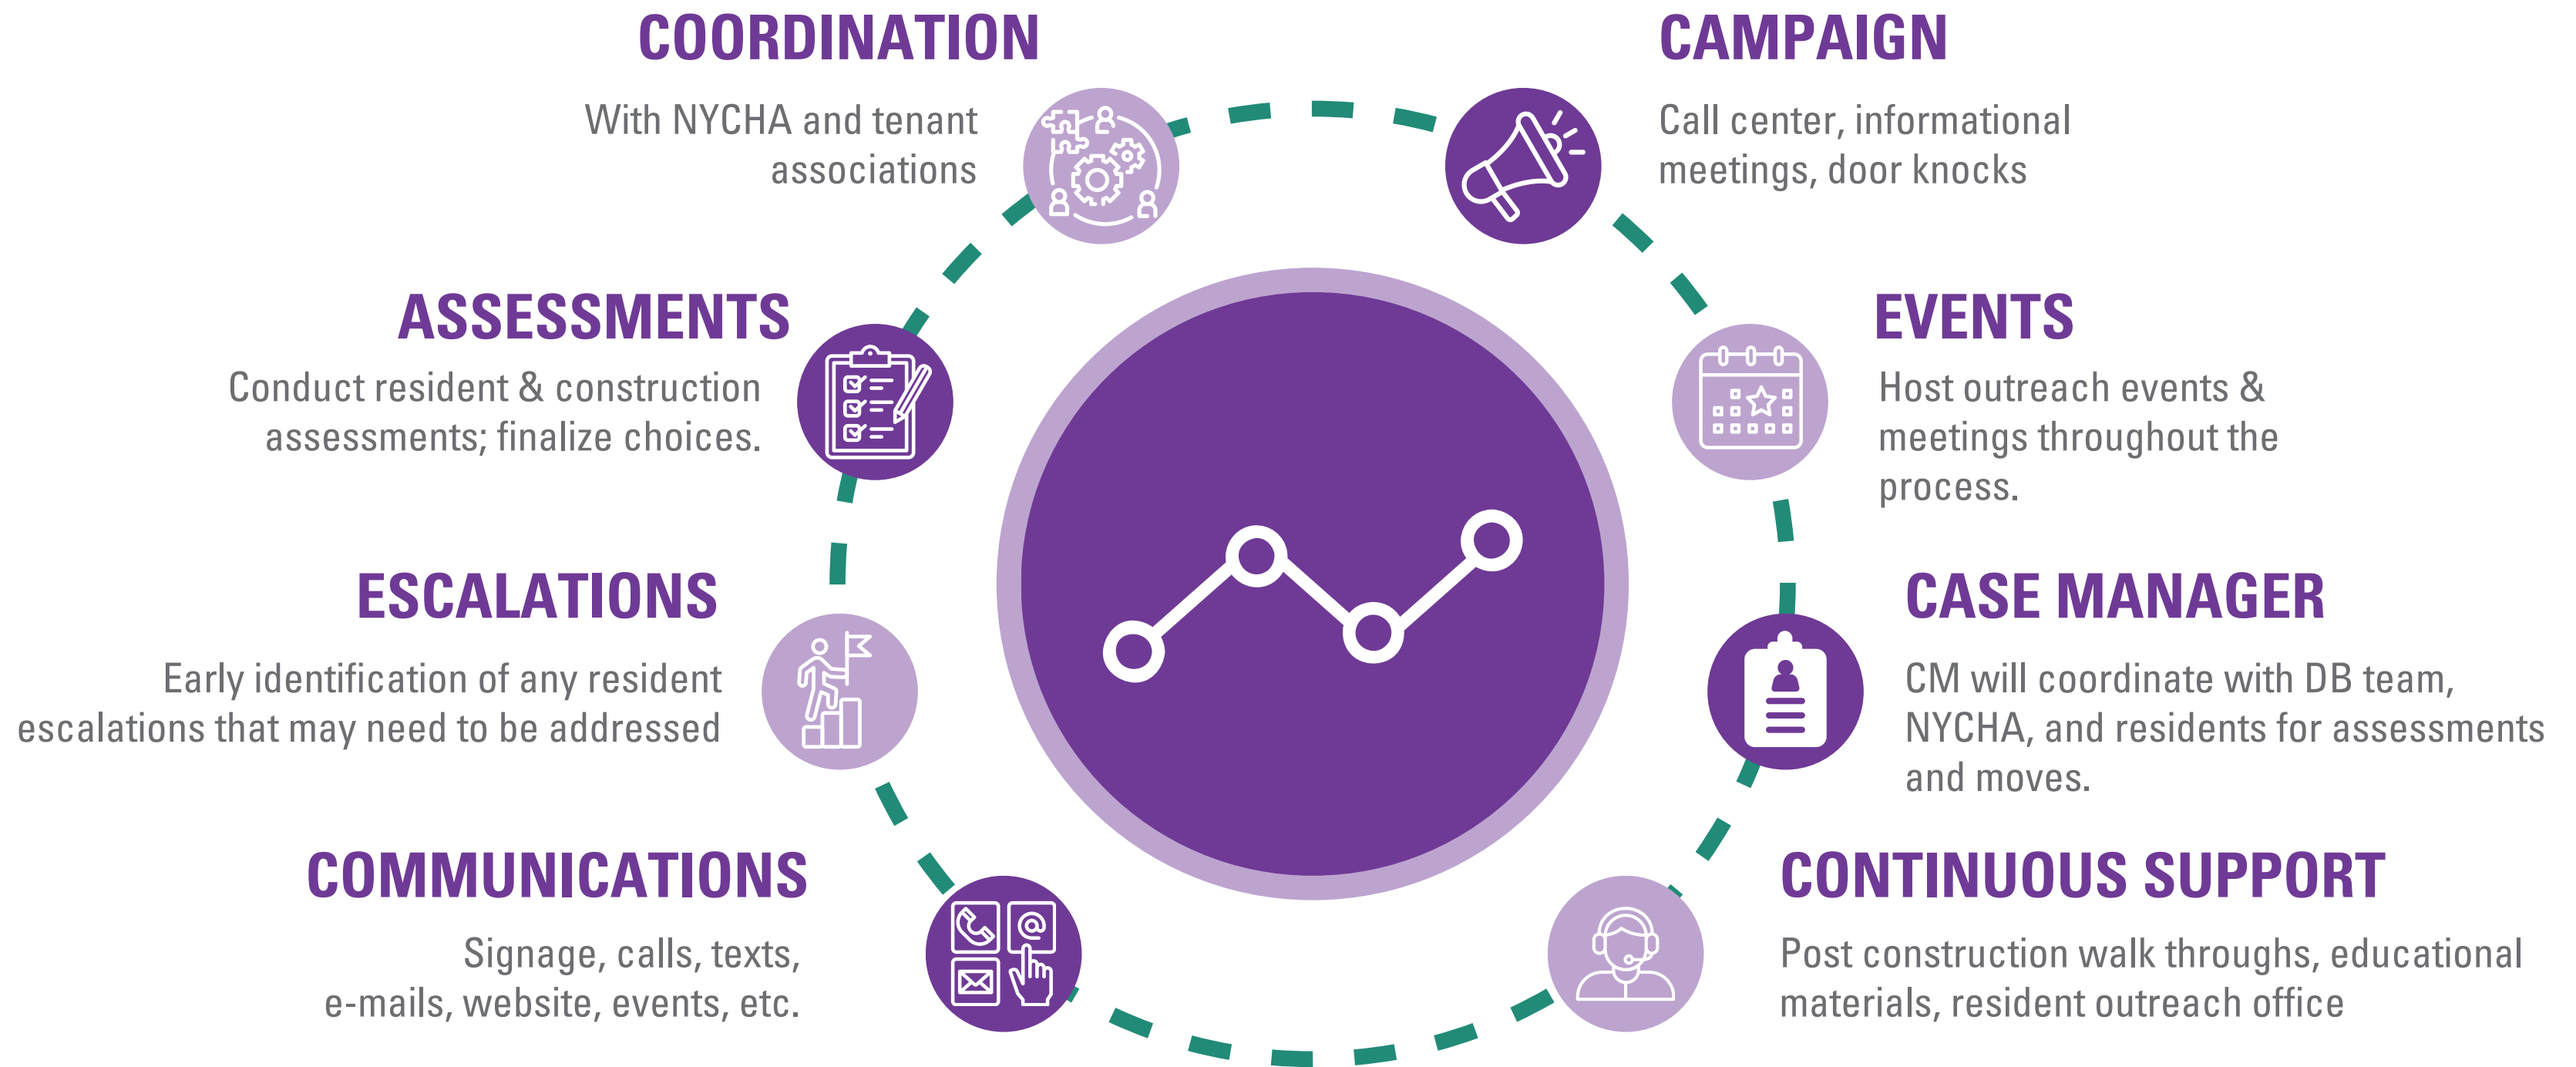 COORDINATION
With NYCHA and tenant
associations
CAMPAIGN
Call center, informational
meetings, door knocks
ASSESSMENTS
Conduct resident & construction
assessments; finalize choices.
EVENTS
Host outreach events &
meetings throughout the
process.
ESCALATIONS
Early identification of any resident
escalations that may need to be addressed
CASE MANAGER
CM will coordinate with DB team,
NYCHA, and residents for assessments
and moves.
COMMUNICATIONS
Signage, calls, texts,
e-mails, website, events, etc.
@
CONTINUOUS SUPPORT
Post construction walk throughs, educational
materials, resident outreach office